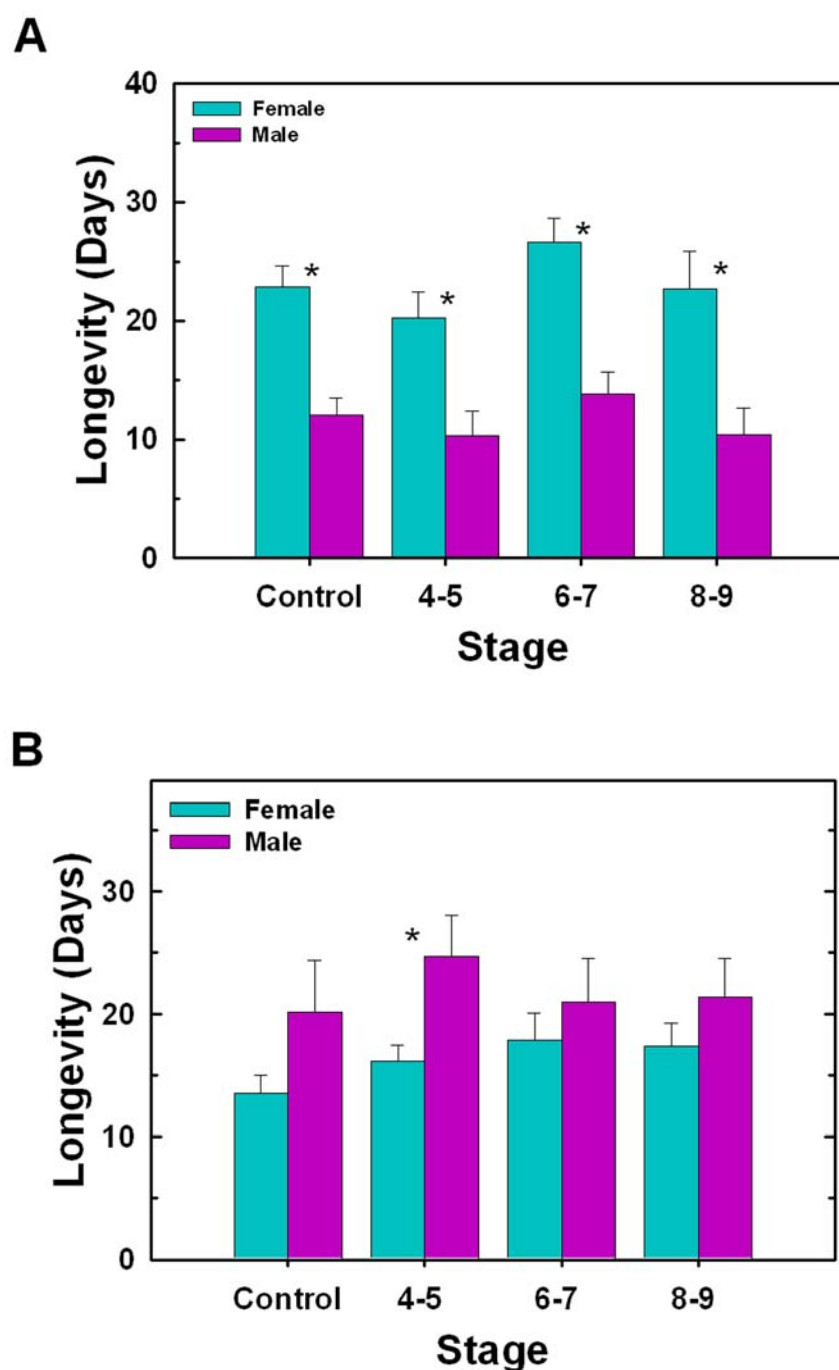 A
40
30
20
10
0
Longevity (Days)
Female
Male
*
*
*
*
Control 4-5 6-7 8-9
Stage
B
30
20
10
0
Longevity (Days)
Female
Male
*
Control 4-5 6-7 8-9
Stage